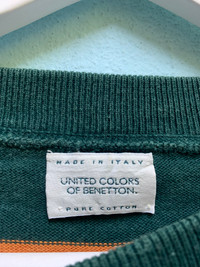 MADE IN ITALY
UNITED COLORS
OF BENETTON.
PURE COTTON